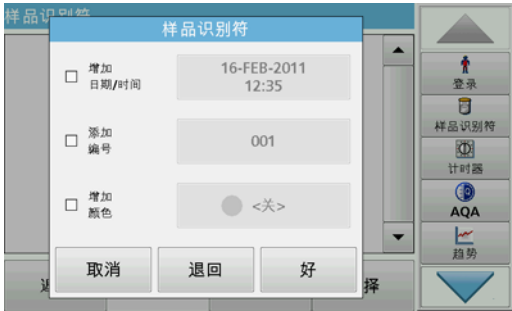 样品识别符
样品识别符
增加
日期/时间
16-FEB-2011
12:35
添加
编号
001
增加
颜色
<关>
取消
退回
好
择
登录
样品识别符
计时器
AQA
趋势